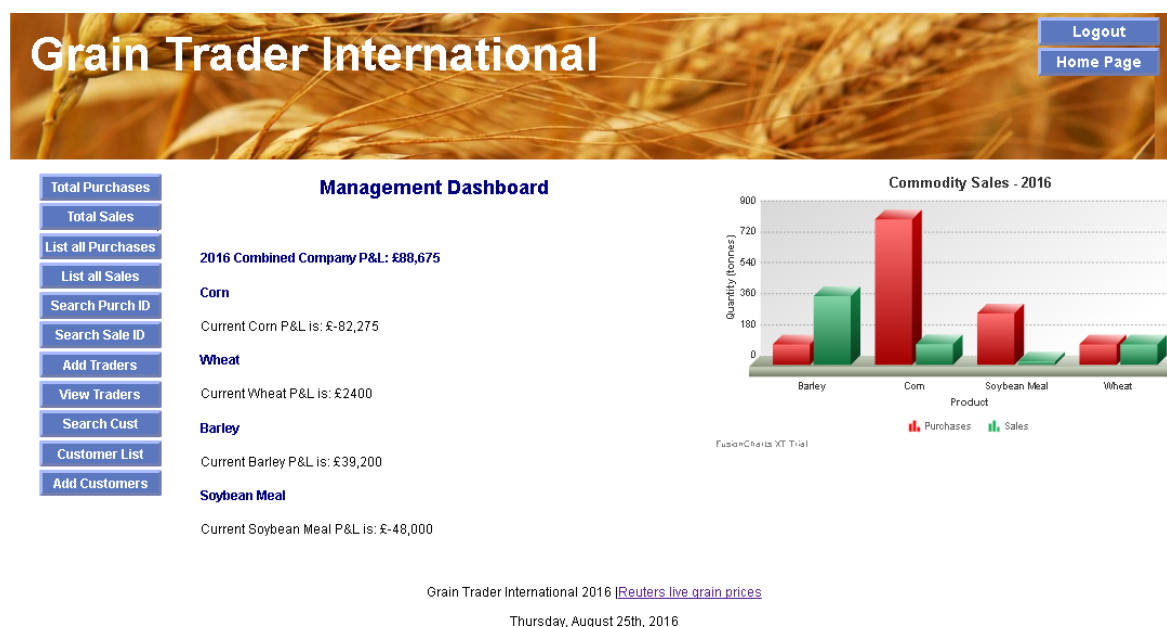 Grain Trader International
Logout
Home Page
Total Purchases
Total Sales
List all Purchases
List all Sales
Search Purch ID
Search Sale ID
Add Traders
View Traders
Search Cust
Customer List
Add Customers
Management Dashboard
2016 Combined Company P&L: £88,675
Corn
Current Corn P&L is: £-82,275
Wheat
Current Wheat P&L is: £2400
Barley
Current Barley P&L is: £39,200
Soybean Meal
Current Soybean Meal P&L is: £-48,000
Commodity Sales - 2016
Quantity (tonnes)
900
720
540
360
180
0
Barley Corn Soybean Meal Wheat
Product
Purchases Sales
FusionCharts XT Trial
Grain Trader International 2016 |Reuters live grain prices
Thursday, August 25th, 2016